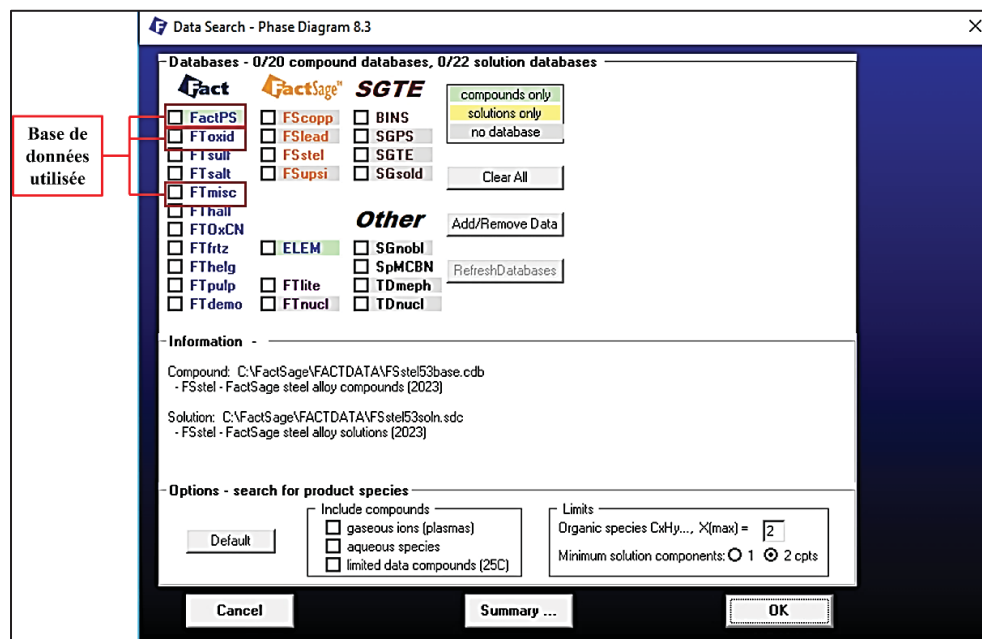 Data Search - Phase Diagram 8.3
Databases - 0/20 compound databases, 0/22 solution databases
Fact
FactSage™
SGTE
compounds only
solutions only
no database
Base de
données
utilisée
FactPS
FToxid
FTsulf
FTsalt
FTmisc
FThall
FTOxCN
FTfrtz
FThelg
FTpulp
FTdemo
FScopp
FSlead
FSstel
FSupsi
ELEM
FTlite
FTnucl
BINS
SGPS
SGTE
SGsold
Other
SGnobl
SpMCBN
TDmeph
TDnucl
Clear All
Add/Remove Data
RefreshDatabases
Information -
Compound: C:\FactSage\FACTDATA\FSstel53base.cdb
- FSstel - FactSage steel alloy compounds (2023)
Solution: C:\FactSage\FACTDATA\FSstel53soln.sdc
- FSstel - FactSage steel alloy solutions (2023)
Options - search for product species
Default
Include compounds
gaseous ions (plasmas)
aqueous species
limited data compounds (25C)
Limits
Organic species CxHy..., X(max) = 2
Minimum solution components: 1 2 cpts
Cancel
Summary ...
OK